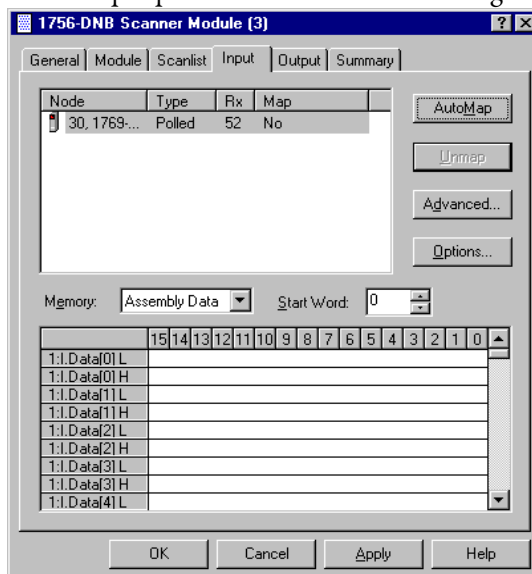 1756-DNB Scanner Module (3)
General Module Scanlist Input Output Summary
Node Type Rx Map
30, 1769-... Polled 52 No
AutoMap
Unmap
Advanced...
Options...
Memory: Assembly Data Start Word: 0
15 14 13 12 11 10 9 8 7 6 5 4 3 2 1 0
1:I.Data[0] L
1:I.Data[0] H
1:I.Data[1] L
1:I.Data[1] H
1:I.Data[2] L
1:I.Data[2] H
1:I.Data[3] L
1:I.Data[3] H
1:I.Data[4] L
OK Cancel Apply Help